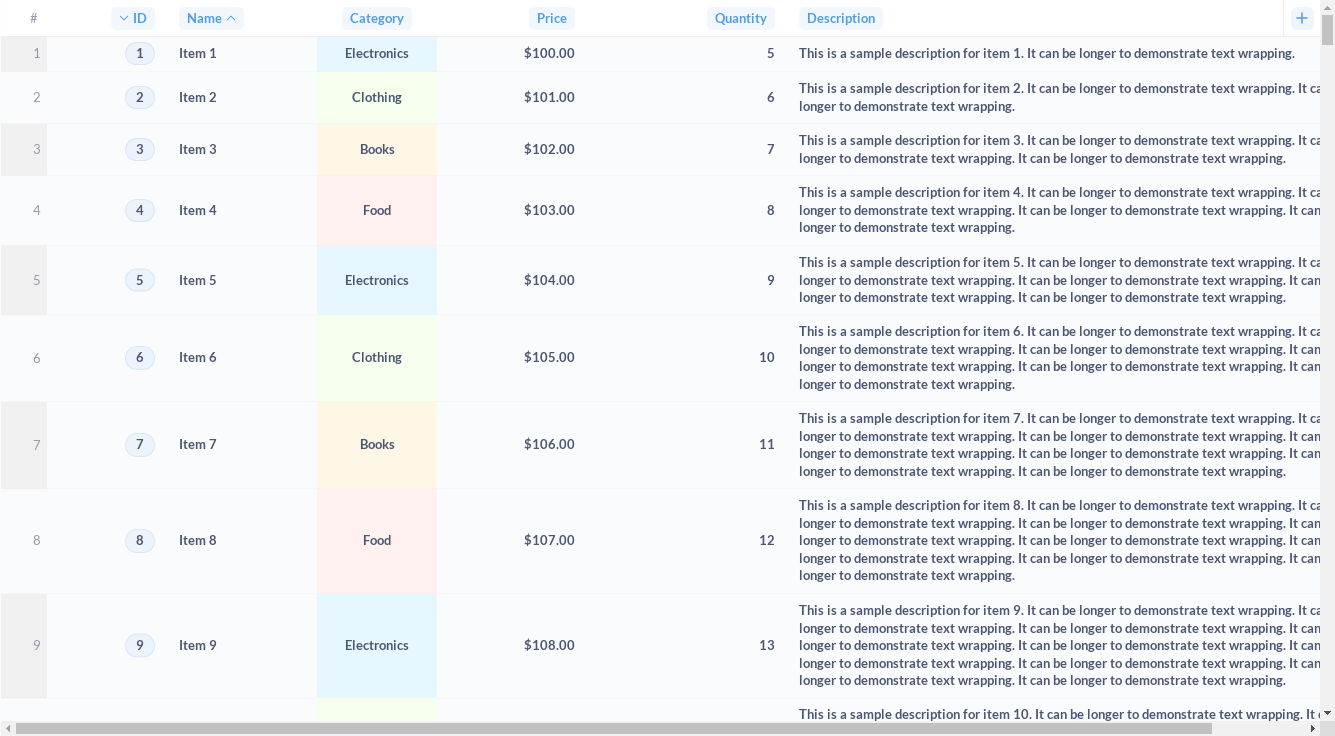 # ID Name Category Price Quantity Description +
1 1 Item 1 Electronics $100.00 5 This is a sample description for item 1. It can be longer to demonstrate text wrapping.
2 2 Item 2 Clothing $101.00 6 This is a sample description for item 2. It can be longer to demonstrate text wrapping. It ca
longer to demonstrate text wrapping.
3 3 Item 3 Books $102.00 7 This is a sample description for item 3. It can be longer to demonstrate text wrapping. It ca
longer to demonstrate text wrapping. It can be longer to demonstrate text wrapping.
4 4 Item 4 Food $103.00 8 This is a sample description for item 4. It can be longer to demonstrate text wrapping. It ca
longer to demonstrate text wrapping. It can be longer to demonstrate text wrapping. It can
longer to demonstrate text wrapping.
5 5 Item 5 Electronics $104.00 9 This is a sample description for item 5. It can be longer to demonstrate text wrapping. It ca
longer to demonstrate text wrapping. It can be longer to demonstrate text wrapping. It can
longer to demonstrate text wrapping. It can be longer to demonstrate text wrapping.
6 6 Item 6 Clothing $105.00 10 This is a sample description for item 6. It can be longer to demonstrate text wrapping. It ca
longer to demonstrate text wrapping. It can be longer to demonstrate text wrapping. It can
longer to demonstrate text wrapping. It can be longer to demonstrate text wrapping. It can
longer to demonstrate text wrapping.
7 7 Item 7 Books $106.00 11 This is a sample description for item 7. It can be longer to demonstrate text wrapping. It ca
longer to demonstrate text wrapping. It can be longer to demonstrate text wrapping. It can
longer to demonstrate text wrapping. It can be longer to demonstrate text wrapping. It can
longer to demonstrate text wrapping. It can be longer to demonstrate text wrapping.
8 8 Item 8 Food $107.00 12 This is a sample description for item 8. It can be longer to demonstrate text wrapping. It ca
longer to demonstrate text wrapping. It can be longer to demonstrate text wrapping. It can
longer to demonstrate text wrapping. It can be longer to demonstrate text wrapping. It can
longer to demonstrate text wrapping. It can be longer to demonstrate text wrapping. It can
longer to demonstrate text wrapping.
9 9 Item 9 Electronics $108.00 13 This is a sample description for item 9. It can be longer to demonstrate text wrapping. It ca
longer to demonstrate text wrapping. It can be longer to demonstrate text wrapping. It can
longer to demonstrate text wrapping. It can be longer to demonstrate text wrapping. It can
longer to demonstrate text wrapping. It can be longer to demonstrate text wrapping. It can
longer to demonstrate text wrapping. It can be longer to demonstrate text wrapping.
This is a sample description for item 10. It can be longer to demonstrate text wrapping. It c